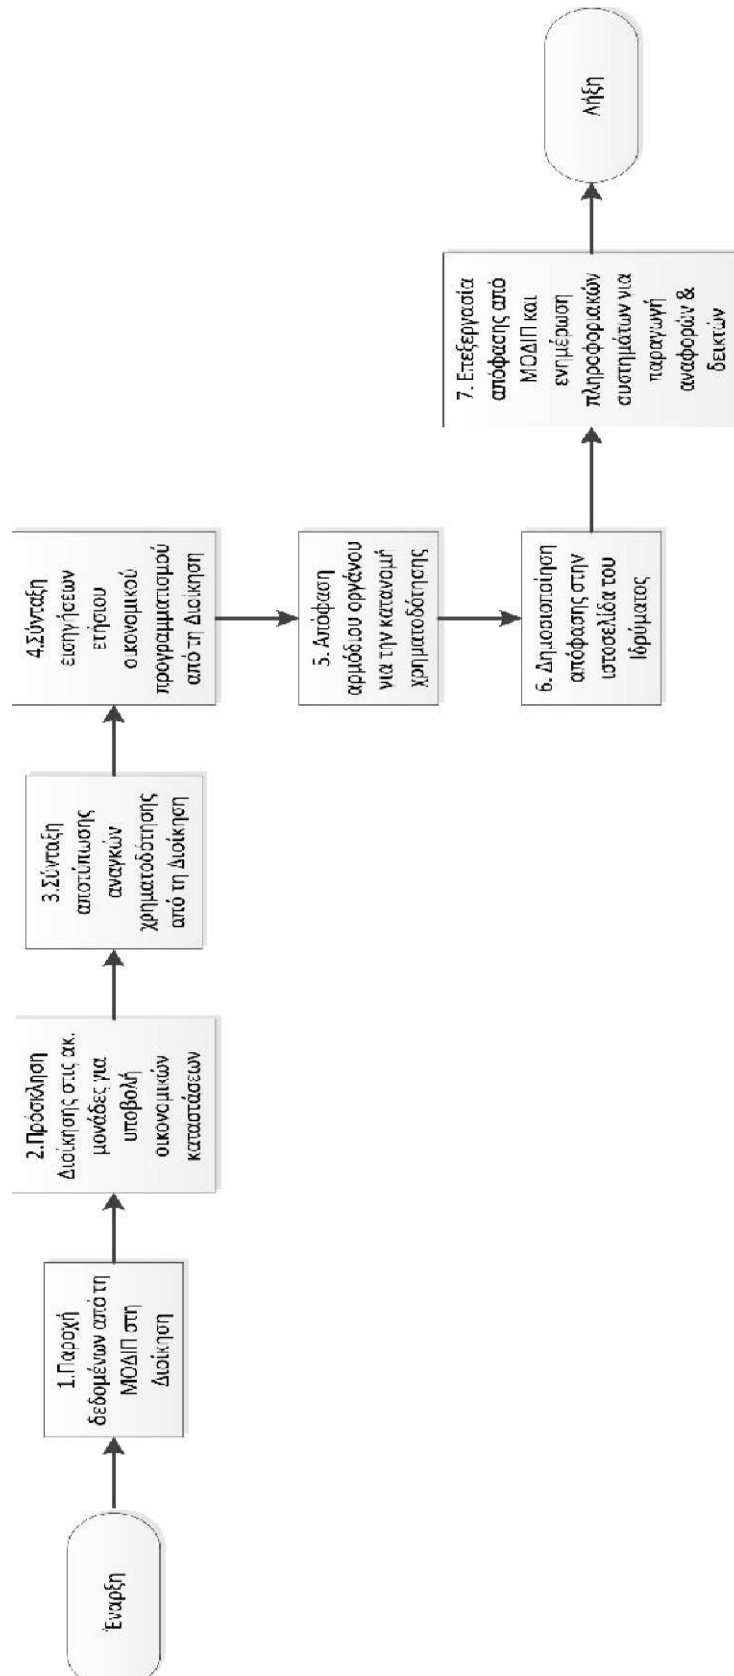 Έναρξη
1.Παροχή
δεδομένων από τη
ΜΟΔΙΠ στη
Διοίκηση
2.Πρόσκληση
Διοίκησης στις ακ.
μονάδες για
υποβολή
οικονομικών
καταστάσεων
3.Σύνταξη
αποτύπωσης
αναγκών
χρηματοδότησης
από τη Διοίκηση
4.Σύνταξη
εισηγήσεων
ετήσιου
οικονομικού
προγραμματισμού
από τη Διοίκηση
5. Απόφαση
αρμόδιου οργάνου
για την κατανομή
χρηματοδότησης
6. Δημοσιοποίηση
απόφασης στην
ιστοσελίδα του
Ιδρύματος
7. Επεξεργασία
απόφασης από
ΜΟΔΙΠ και
ενημέρωση
πληροφοριακών
συστημάτων για
παραγωγή
αναφορών &
δεικτών
Λήξη